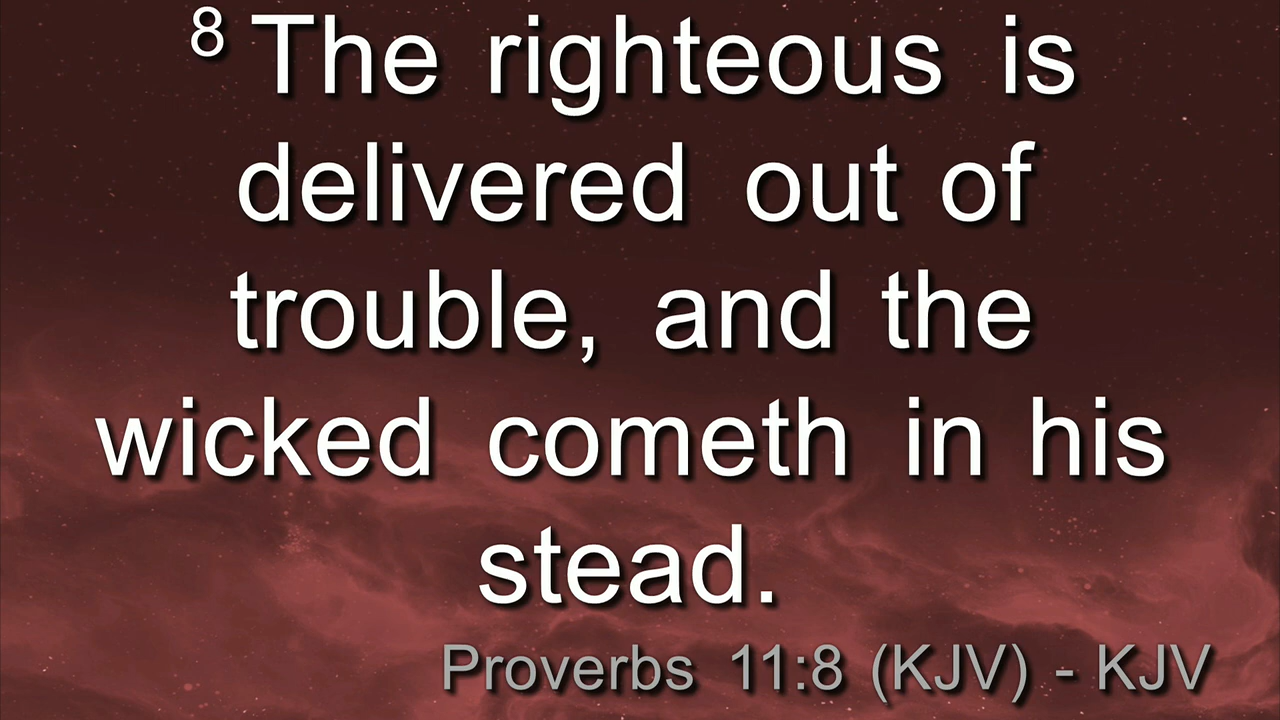 8 The righteous is
delivered out of
trouble, and the
wicked cometh in his
stead.
Proverbs 11:8 (KJV) - KJV